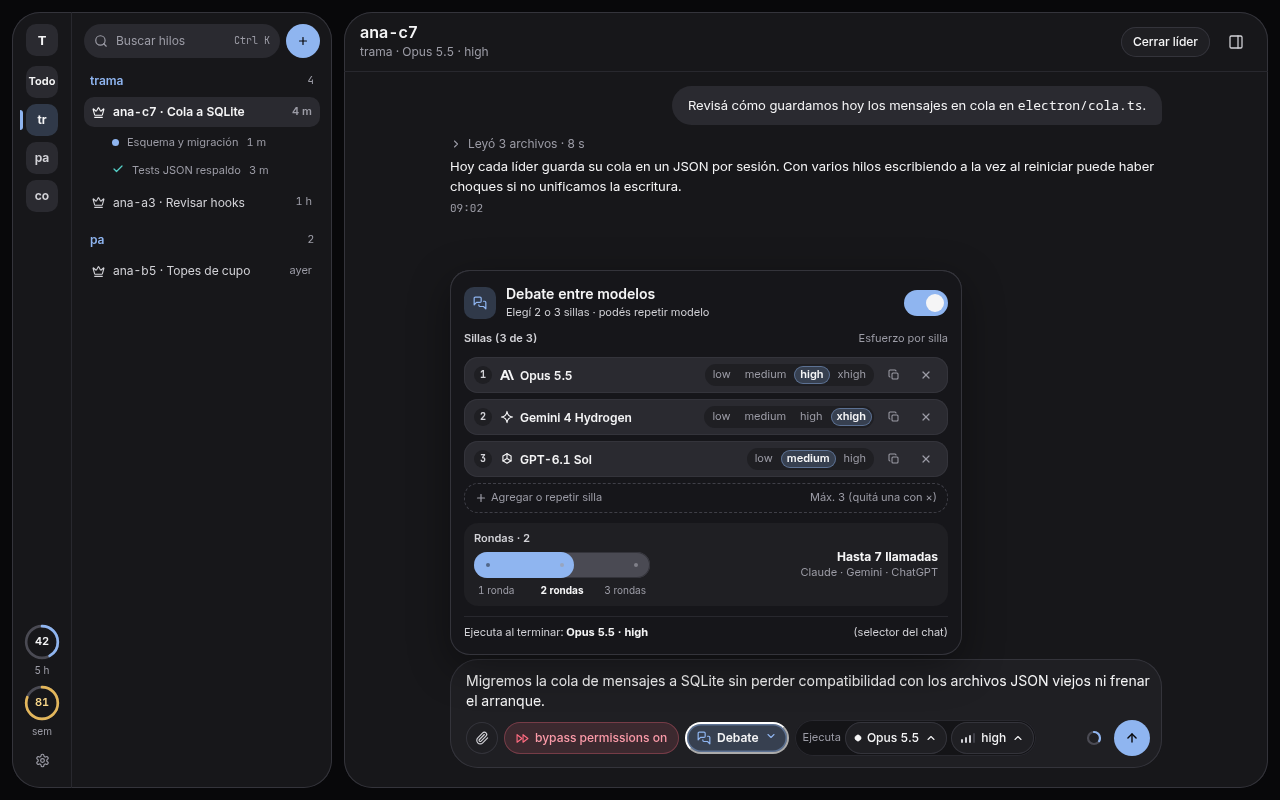 T
Todo
tr
pa
co
42
5 h
81
sem
Buscar hilos
Ctrl K
+
trama
4
ana-c7 · Cola a SQLite
4 m
Esquema y migración 1 m
Tests JSON respaldo 3 m
ana-a3 · Revisar hooks
1 h
pa
2
ana-b5 · Topes de cupo
ayer
ana-c7
trama · Opus 5.5 · high
Cerrar líder
Revisá cómo guardamos hoy los mensajes en cola en electron/cola.ts.
Leyó 3 archivos · 8 s
Hoy cada líder guarda su cola en un JSON por sesión. Con varios hilos escribiendo a la vez al reiniciar puede haber
choques si no unificamos la escritura.
09:02
Debate entre modelos
Elegí 2 o 3 sillas · podés repetir modelo
Sillas (3 de 3)
Esfuerzo por silla
1 Opus 5.5 low medium high xhigh
2 Gemini 4 Hydrogen low medium high xhigh
3 GPT-6.1 Sol low medium high
+ Agregar o repetir silla
Máx. 3 (quitá una con ×)
Rondas · 2
1 ronda 2 rondas 3 rondas
Hasta 7 llamadas
Claude · Gemini · ChatGPT
Ejecuta al terminar: Opus 5.5 · high
(selector del chat)
Migremos la cola de mensajes a SQLite sin perder compatibilidad con los archivos JSON viejos ni frenar
el arranque.
bypass permissions on
Debate
Ejecuta
Opus 5.5
high